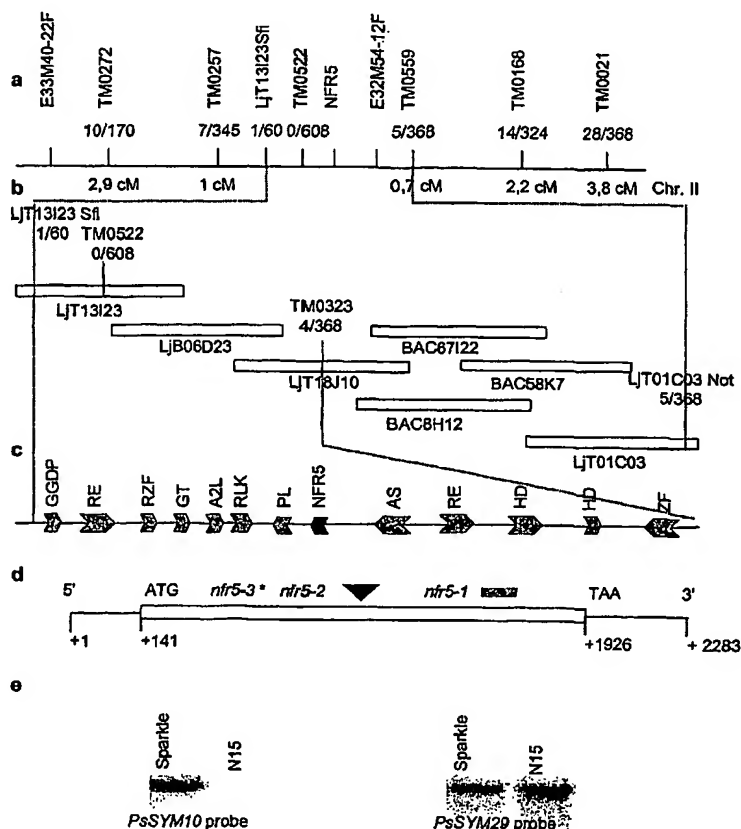 a
E33M40-22F TM0272 TM0257 LjT13I23Sfi TM0522 NFR5 E32M54-12F TM0559 TM0168 TM0021
10/170 7/345 1/60 0/608 5/368 14/324 28/368
b
2,9 cM 1 cM 0,7 cM 2,2 cM 3,8 cM Chr. II
LjT13I23 Sfi
1/60 TM0522
0/608
LjT13I23
TM0323
4/368
LjB06D23
BAC67I22
LjT18J10
BAC58K7
LjT01C03 Not
5/368
BAC8H12
LjT01C03
c
GGDP RE RZF GT A2L RLK PL NFR5 AS RE HD HD ZF
d
5' ATG nfr5-3 * nfr5-2 nfr5-1 TAA 3'
+1 +141 +1926 + 2283
e
Sparkle N15 Sparkle N15
PsSYM10 probe PsSYM29 probe